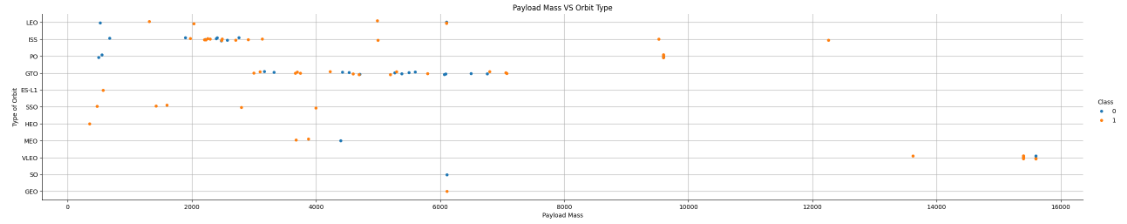 Payload Mass VS Orbit Type
Type of Orbit
LEO
ISS
PO
GTO
ES-L1
SSO
HEO
MEO
VLEO
SO
GEO
0 2000 4000 6000 8000 10000 12000 14000 16000
Payload Mass
Class
0
1